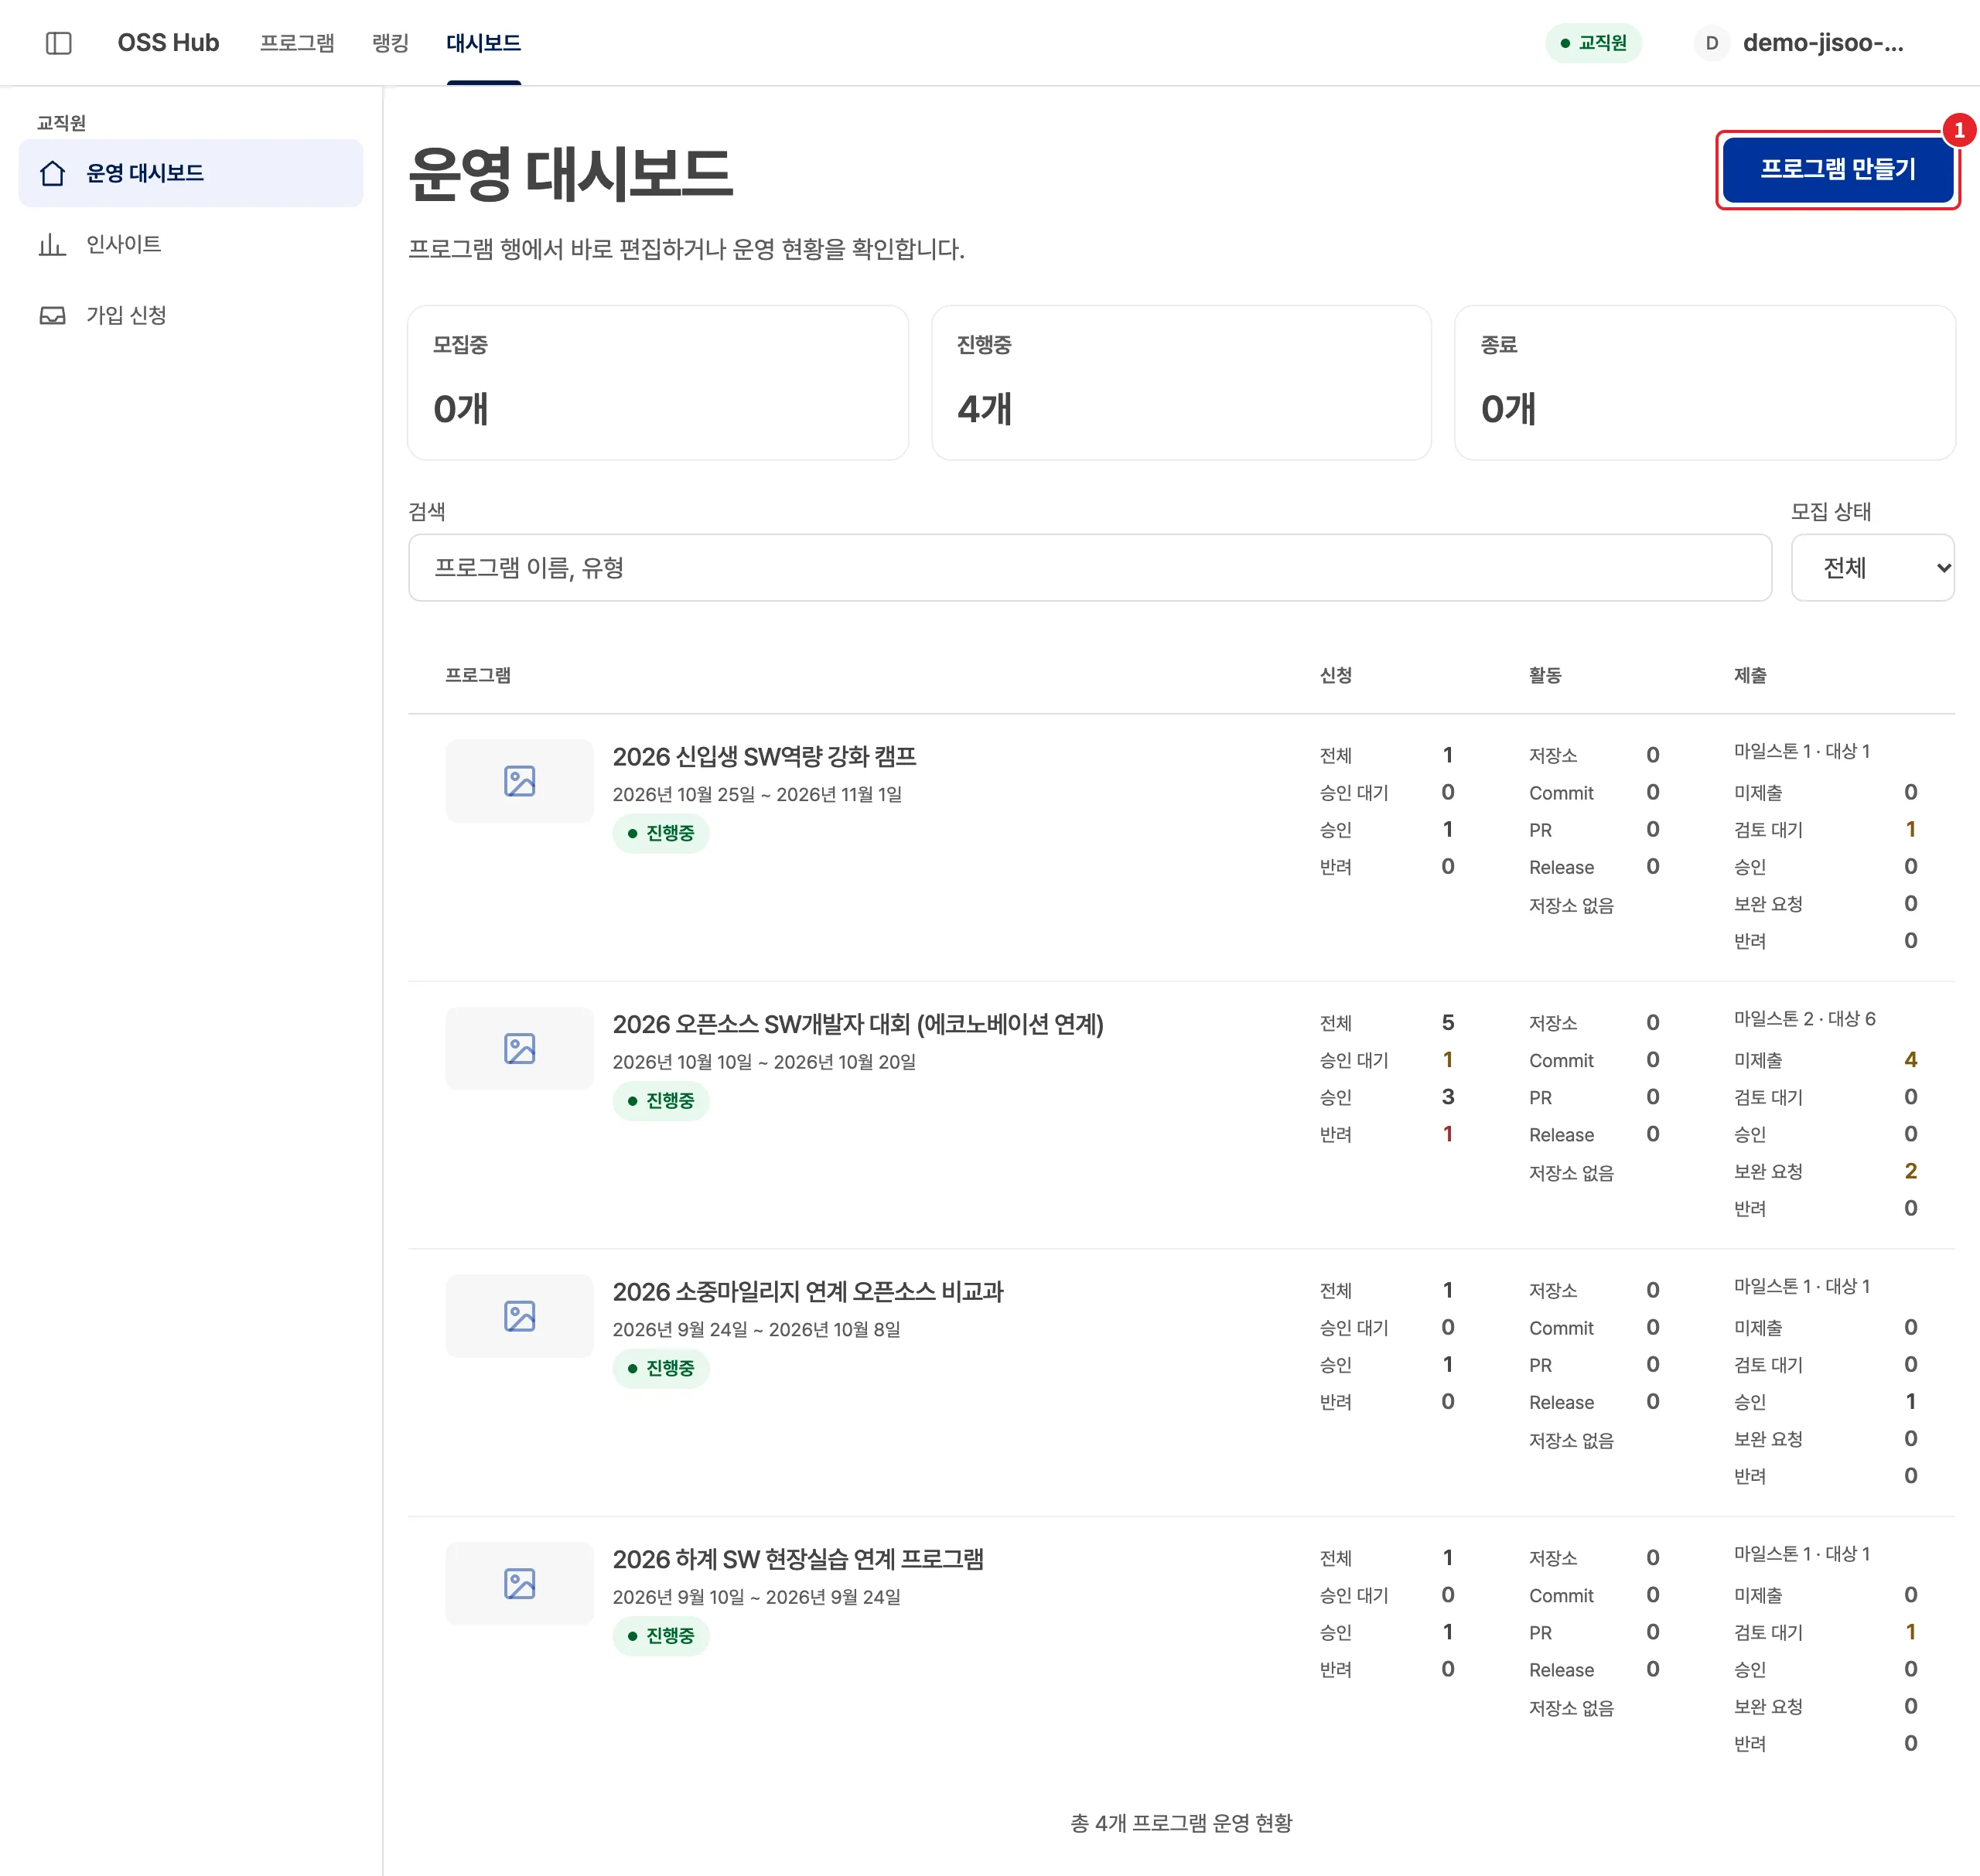 OSS Hub 프로그램 랭킹 대시보드 교직원 D demo-jisoo-...
교직원
운영 대시보드
인사이트
가입 신청
운영 대시보드
프로그램 만들기
1
프로그램 행에서 바로 편집하거나 운영 현황을 확인합니다.
모집중
0개
진행중
4개
종료
0개
검색
프로그램 이름, 유형
모집 상태
전체
프로그램 신청 활동 제출
2026 신입생 SW역량 강화 캠프
2026년 10월 25일 ~ 2026년 11월 1일
진행중
전체 1
승인 대기 0
승인 1
반려 0
저장소 0
Commit 0
PR 0
Release 0
저장소 없음
마일스톤 1 · 대상 1
미제출 0
검토 대기 1
승인 0
보완 요청 0
반려 0
2026 오픈소스 SW개발자 대회 (에코노베이션 연계)
2026년 10월 10일 ~ 2026년 10월 20일
진행중
전체 5
승인 대기 1
승인 3
반려 1
저장소 0
Commit 0
PR 0
Release 0
저장소 없음
마일스톤 2 · 대상 6
미제출 4
검토 대기 0
승인 0
보완 요청 2
반려 0
2026 소중마일리지 연계 오픈소스 비교과
2026년 9월 24일 ~ 2026년 10월 8일
진행중
전체 1
승인 대기 0
승인 1
반려 0
저장소 0
Commit 0
PR 0
Release 0
저장소 없음
마일스톤 1 · 대상 1
미제출 0
검토 대기 0
승인 1
보완 요청 0
반려 0
2026 하계 SW 현장실습 연계 프로그램
2026년 9월 10일 ~ 2026년 9월 24일
진행중
전체 1
승인 대기 0
승인 1
반려 0
저장소 0
Commit 0
PR 0
Release 0
저장소 없음
마일스톤 1 · 대상 1
미제출 0
검토 대기 1
승인 0
보완 요청 0
반려 0
총 4개 프로그램 운영 현황